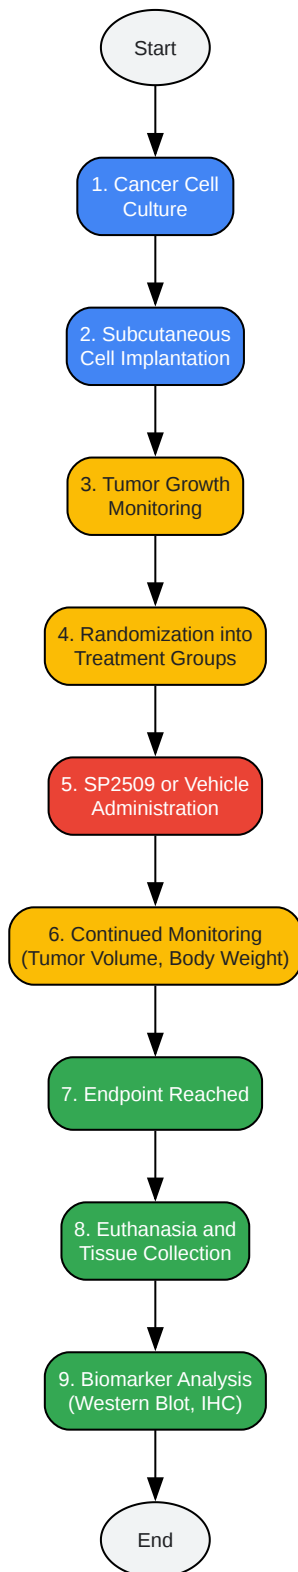 Start
1. Cancer Cell
Culture
2. Subcutaneous
Cell Implantation
3. Tumor Growth
Monitoring
4. Randomization into
Treatment Groups
5. SP2509 or Vehicle
Administration
6. Continued Monitoring
(Tumor Volume, Body Weight)
7. Endpoint Reached
8. Euthanasia and
Tissue Collection
9. Biomarker Analysis
(Western Blot, IHC)
End